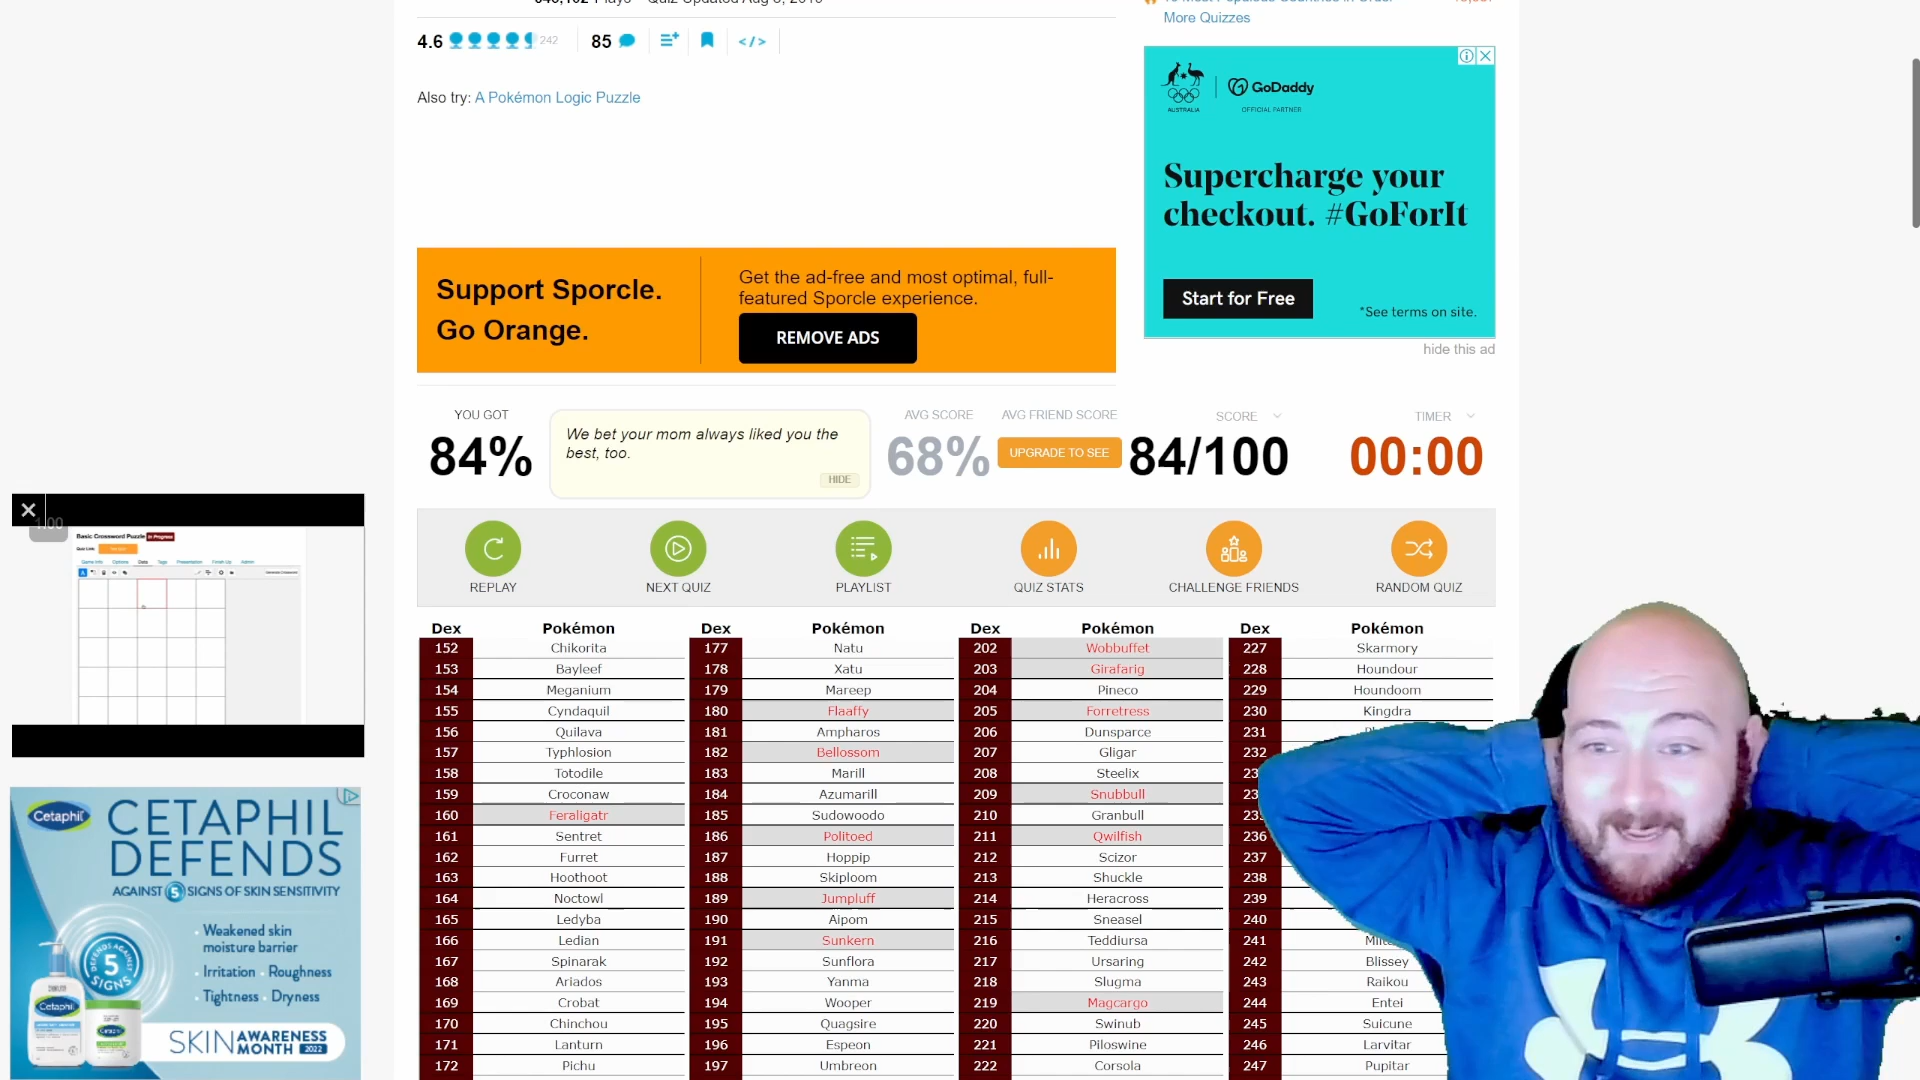 More Quizzes
4.6
242
85
</>
Also try: A Pokémon Logic Puzzle
AUSTRALIA
GoDaddy
OFFICIAL PARTNER
Supercharge your
checkout. #GoForIt
Start for Free
*See terms on site.
hide this ad
Support Sporcle.
Go Orange.
Get the ad-free and most optimal, full-
featured Sporcle experience.
REMOVE ADS
YOU GOT
84%
We bet your mom always liked you the
best, too.
HIDE
AVG SCORE
68%
AVG FRIEND SCORE
UPGRADE TO SEE
SCORE
84/100
TIMER
00:00
REPLAY
NEXT QUIZ
PLAYLIST
QUIZ STATS
CHALLENGE FRIENDS
RANDOM QUIZ
1.00
Basic Crossword Puzzle In Progress
Dex Pokémon Dex Pokémon Dex Pokémon Dex Pokémon
152 Chikorita 177 Natu 202 Wobbuffet 227 Skarmory
153 Bayleef 178 Xatu 203 Girafarig 228 Houndour
154 Meganium 179 Mareep 204 Pineco 229 Houndoom
155 Cyndaquil 180 Flaaffy 205 Forretress 230 Kingdra
156 Quilava 181 Ampharos 206 Dunsparce 231
157 Typhlosion 182 Bellossom 207 Gligar 232
158 Totodile 183 Marill 208 Steelix
159 Croconaw 184 Azumarill 209 Snubbull
160 Feraligatr 185 Sudowoodo 210 Granbull
161 Sentret 186 Politoed 211 Qwilfish 236
162 Furret 187 Hoppip 212 Scizor 237
163 Hoothoot 188 Skiploom 213 Shuckle 238
164 Noctowl 189 Jumpluff 214 Heracross 239
165 Ledyba 190 Aipom 215 Sneasel 240
166 Ledian 191 Sunkern 216 Teddiursa 241
167 Spinarak 192 Sunflora 217 Ursaring 242 Blissey
168 Ariados 193 Yanma 218 Slugma 243 Raikou
169 Crobat 194 Wooper 219 Magcargo 244 Entei
170 Chinchou 195 Quagsire 220 Swinub 245 Suicune
171 Lanturn 196 Espeon 221 Piloswine 246 Larvitar
172 Pichu 197 Umbreon 222 Corsola 247 Pupitar
Cetaphil
CETAPHIL
DEFENDS
AGAINST 5 SIGNS OF SKIN SENSITIVITY
Weakened skin
moisture barrier
Irritation · Roughness
Tightness · Dryness
DEFENDS AGAINST
5
SIGNS
Cetaphil
Cetaphil
SKIN AWARENESS
MONTH 2022